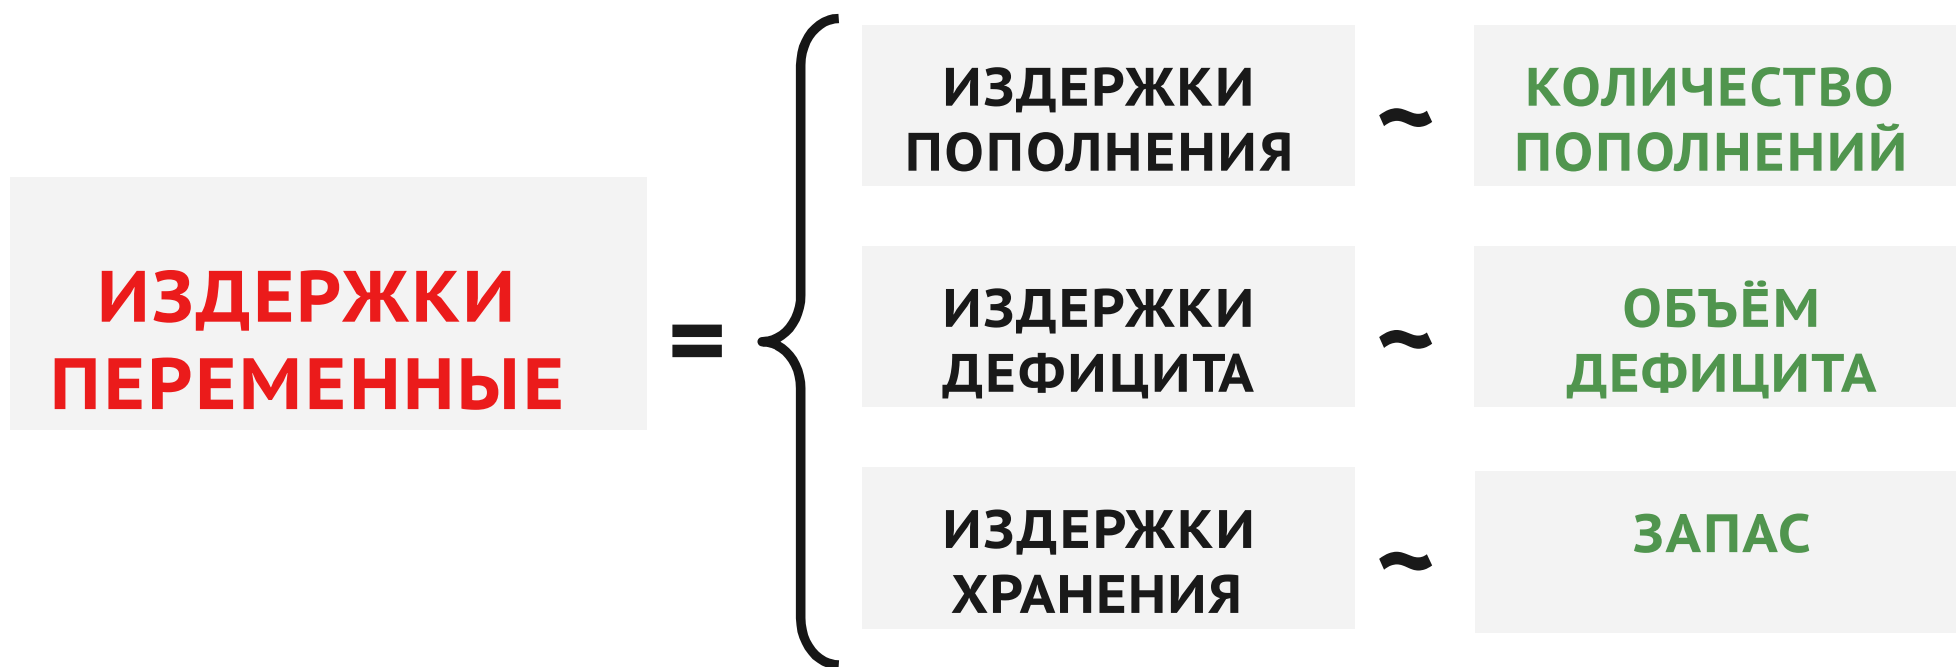 ИЗДЕРЖКИ
ПЕРЕМЕННЫЕ
=
ИЗДЕРЖКИ
ПОПОЛНЕНИЯ
~
КОЛИЧЕСТВО
ПОПОЛНЕНИЙ
ИЗДЕРЖКИ
ДЕФИЦИТА
~
ОБЪЁМ
ДЕФИЦИТА
ИЗДЕРЖКИ
ХРАНЕНИЯ
~
ЗАПАС